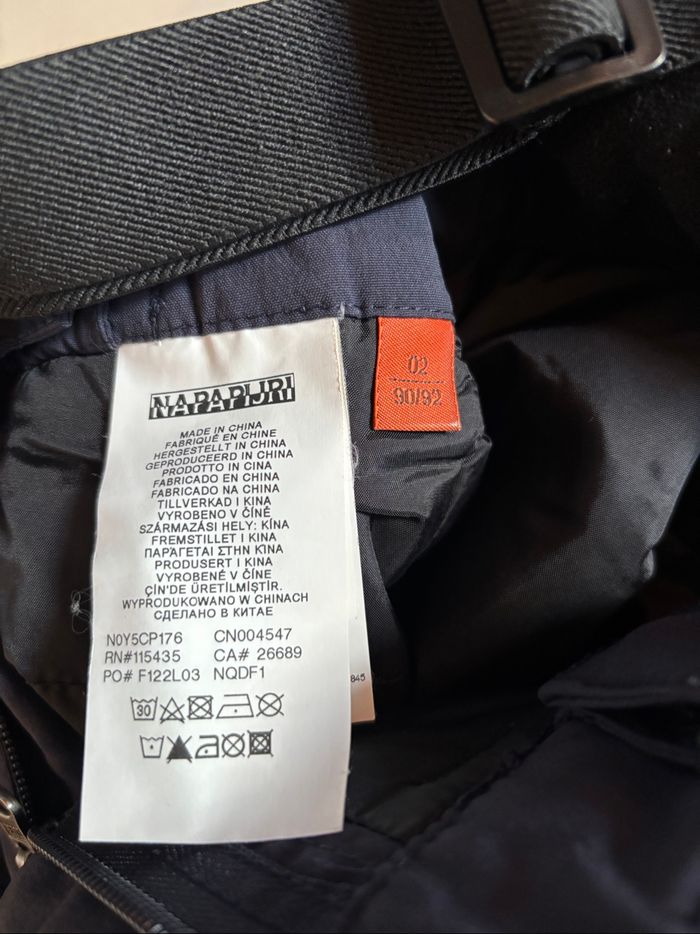 NAPAPIJRI
MADE IN CHINA
FABRIQUÉ EN CHINE
HERGESTELLT IN CHINA
GEPRODUCEERD IN CHINA
PRODOTTO IN CINA
FABRICADO EN CHINA
FABRICADO NA CHINA
TILLVERKAD I KINA
VYROBENO V ČÍNĚ
SZÁRMAZÁSI HELY: KÍNA
FREMSTILLET I KINA
ΠΑΡΑΓΕΤΑΙ ΣΤΗΝ ΚΙΝΑ
PRODUSERT I KINA
VYROBENÉ V ČÍNE
ÇİN'DE ÜRETİLMİŞTİR.
WYPRODUKOWANO W CHINACH
СДЕЛАНО В КИТАЕ
N0Y5CP176 CN004547
RN#115435 CA# 26689
PO# F122L03 NQDF1
30
02
90/92
845